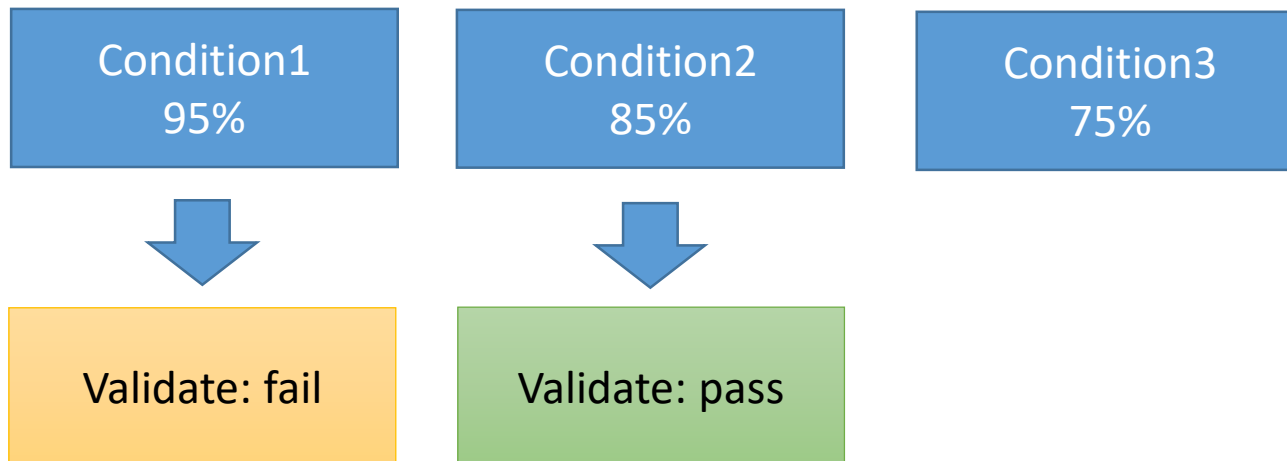 Condition1
95%
Condition2
85%
Condition3
75%
Validate: fail
Validate: pass